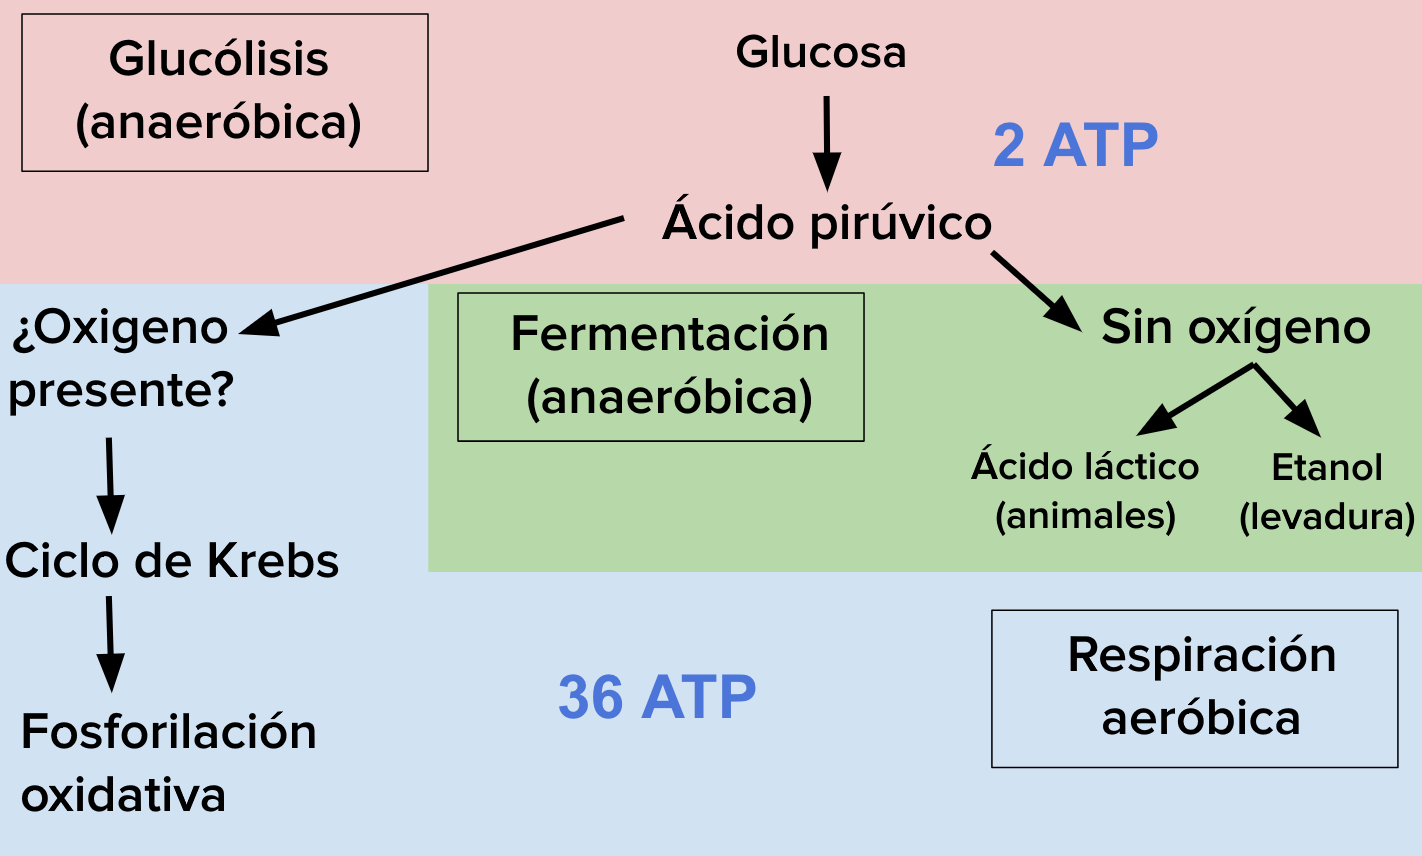 Glucólisis
(anaeróbica)
Glucosa
2 ATP
Ácido pirúvico
¿Oxigeno
presente?
Fermentación
(anaeróbica)
Sin oxígeno
Ácido láctico
(animales)
Etanol
(levadura)
Ciclo de Krebs
Fosforilación
oxidativa
36 ATP
Respiración
aeróbica